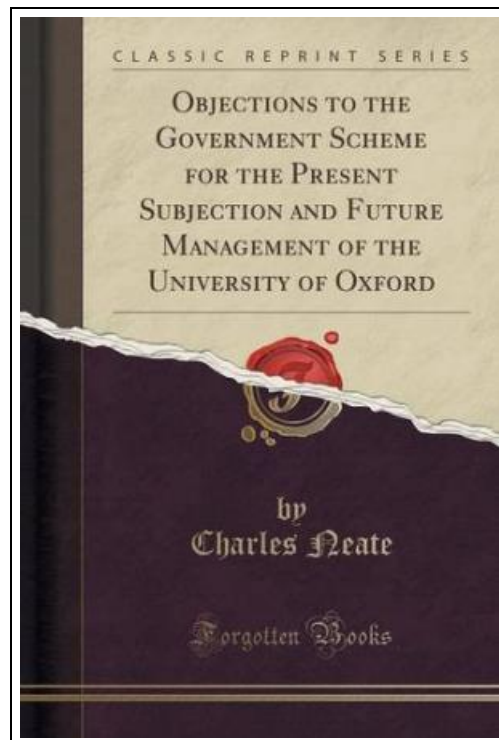 CLASSIC REPRINT SERIES
OBJECTIONS TO THE
GOVERNMENT SCHEME
FOR THE PRESENT
SUBJECTION AND FUTURE
MANAGEMENT OF THE
UNIVERSITY OF OXFORD
by
Charles Neate
Forgotten Books